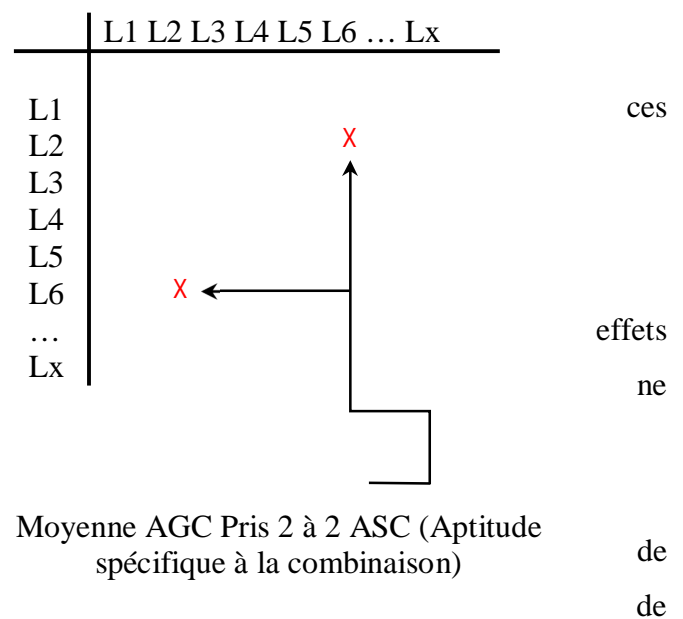 L1 L2 L3 L4 L5 L6 … Lx
L1
ces
L2
X
L3
L4
L5
L6
X
…
effets
Lx
ne
Moyenne AGC Pris 2 à 2 ASC (Aptitude
spécifique à la combinaison)
de
de